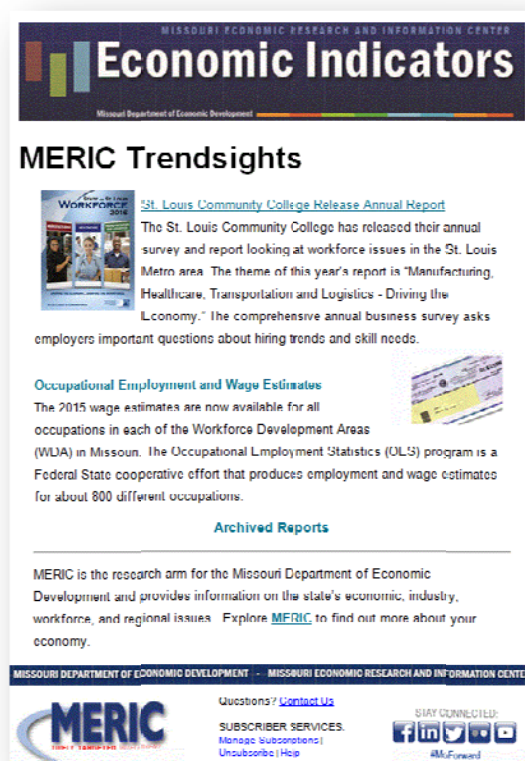 MISSOURI ECONOMIC RESEARCH AND INFORMATION CENTER
Economic Indicators
Missouri Department of Economic Development
MERIC Trendsights
WORKFORCE
2016
St. Louis Community College Release Annual Report
The St. Louis Community College has released their annual
survey and report looking at workforce issues in the St. Louis
Metro area. The theme of this year's report is "Manufacturing,
Healthcare, Transportation and Logistics - Driving the
Economy." The comprehensive annual business survey asks
employers important questions about hiring trends and skill needs.
Occupational Employment and Wage Estimates
The 2015 wage estimates are now available for all
occupations in each of the Workforce Development Areas
(WDA) in Missouri. The Occupational Employment Statistics (OES) program is a
Federal State cooperative effort that produces employment and wage estimates
for about 800 different occupations.
Archived Reports
MERIC is the research arm for the Missouri Department of Economic
Development and provides information on the state's economic, industry,
workforce, and regional issues. Explore MERIC to find out more about your
economy.
MISSOURI DEPARTMENT OF ECONOMIC DEVELOPMENT - MISSOURI ECONOMIC RESEARCH AND INFORMATION CENTE
MERIC
Questions? Contact Us
SUBSCRIBER SERVICES:
Manage Subscriptions |
Unsubscribe | Help
STAY CONNECTED:
#MoForward